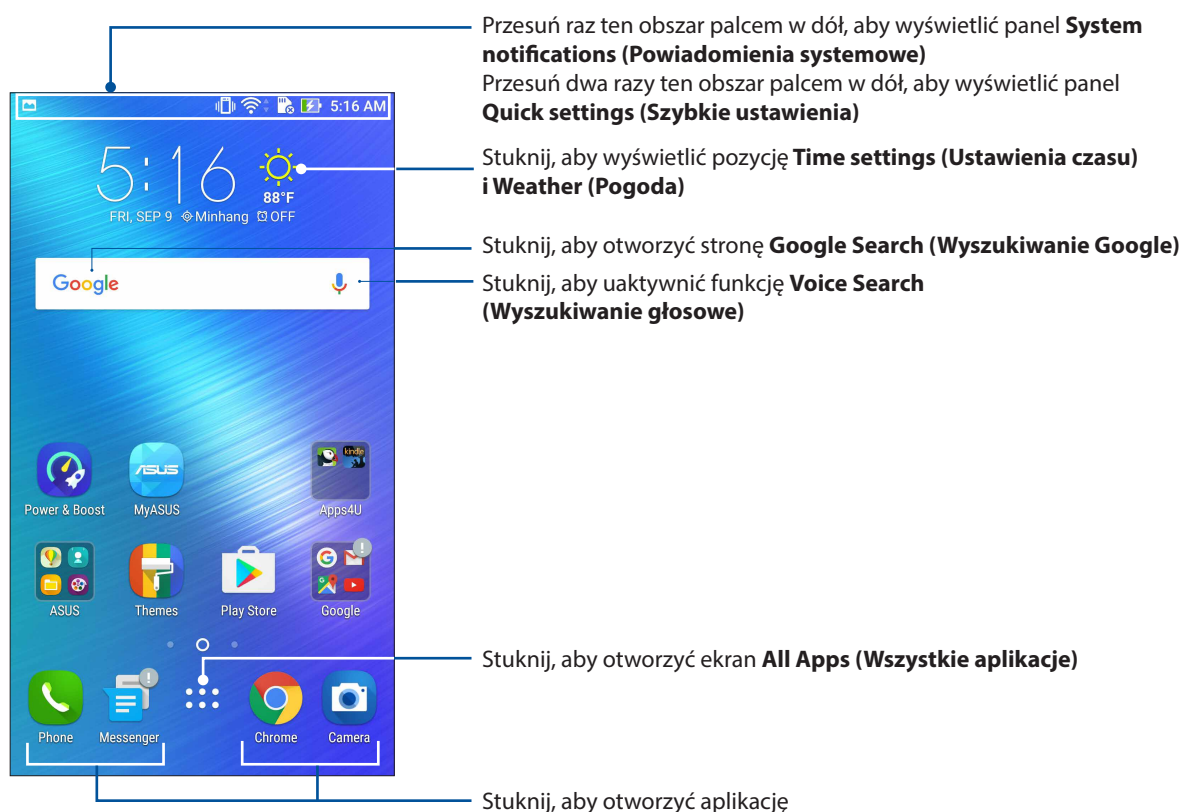 Przesuń raz ten obszar palcem w dół, aby wyświetlić panel System
notifications (Powiadomienia systemowe)
Przesuń dwa razy ten obszar palcem w dół, aby wyświetlić panel
Quick settings (Szybkie ustawienia)
5:16 AM
5:16
88°F
FRI, SEP 9 Minhang OFF
Stuknij, aby wyświetlić pozycję Time settings (Ustawienia czasu)
i Weather (Pogoda)
Stuknij, aby otworzyć stronę Google Search (Wyszukiwanie Google)
Google
Stuknij, aby uaktywnić funkcję Voice Search
(Wyszukiwanie głosowe)
ASUS
kindle
Power & Boost MyASUS Apps4U
ASUS Themes Play Store Google
Stuknij, aby otworzyć ekran All Apps (Wszystkie aplikacje)
Phone Messenger Chrome Camera
Stuknij, aby otworzyć aplikację